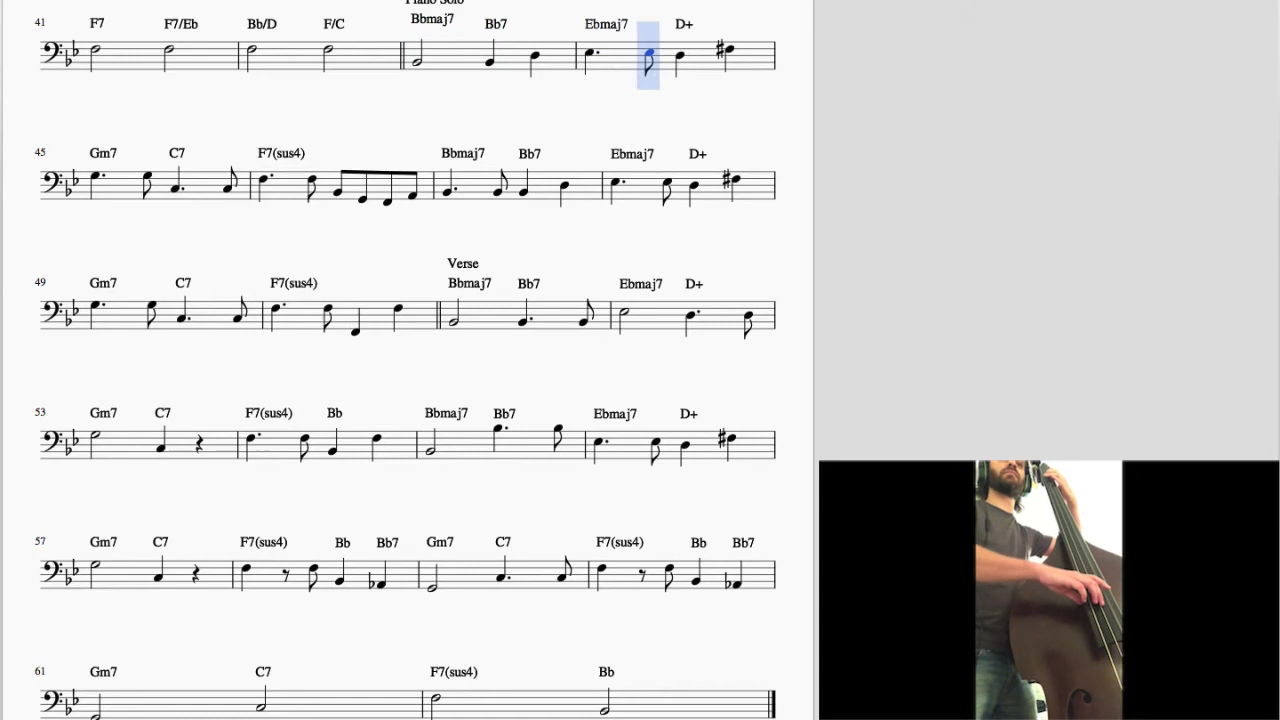 Piano Solo
41 F7 F7/Eb Bb/D F/C Bbmaj7 Bb7 Ebmaj7 D+
45 Gm7 C7 F7(sus4) Bbmaj7 Bb7 Ebmaj7 D+
Verse
49 Gm7 C7 F7(sus4) Bbmaj7 Bb7 Ebmaj7 D+
53 Gm7 C7 F7(sus4) Bb Bbmaj7 Bb7 Ebmaj7 D+
57 Gm7 C7 F7(sus4) Bb Bb7 Gm7 C7 F7(sus4) Bb Bb7
61 Gm7 C7 F7(sus4) Bb